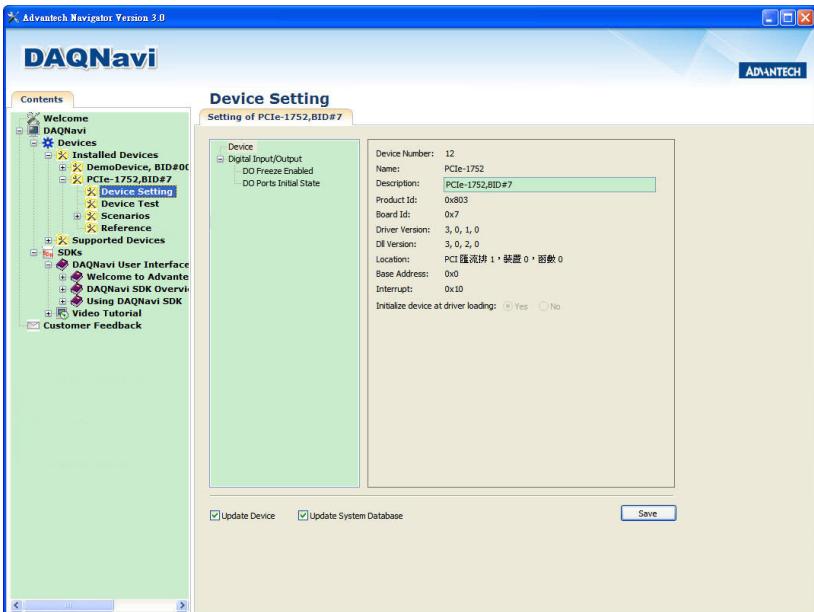 Advantech Navigator Version 3.0
DAQNavi
ADVANTECH
Contents
Welcome
DAQNavi
Devices
Installed Devices
DemoDevice, BID#0(
PCIe-1752,BID#7
Device Setting
Device Test
Scenarios
Reference
Supported Devices
SDKs
DAQNavi User Interface
Welcome to Advante
DAQNavi SDK Overvi
Using DAQNavi SDK
Video Tutorial
Customer Feedback
Device Setting
Setting of PCIe-1752,BID#7
Device
Digital Input/Output
DO Freeze Enabled
DO Ports Initial State
Device Number: 12
Name: PCIe-1752
Description: PCIe-1752,BID#7
Product Id: 0x803
Board Id: 0x7
Driver Version: 3, 0, 1, 0
Dll Version: 3, 0, 2, 0
Location: PCI 匯流排 1，裝置 0，函數 0
Base Address: 0x0
Interrupt: 0x10
Initialize device at driver loading: Yes No
Update Device Update System Database Save